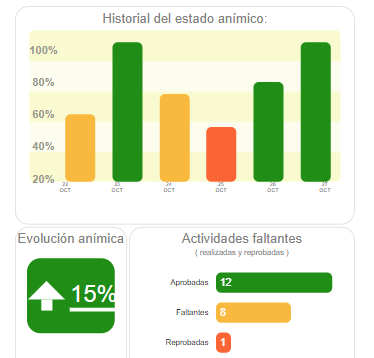 Historial del estado anímico:
100%
80%
60%
40%
20%
22 OCT
23 OCT
24 OCT
25 OCT
26 OCT
27 OCT
Evolución anímica
15%
Actividades faltantes
( realizadas y reprobadas )
Aprobadas 12
Faltantes 8
Reprobadas 1